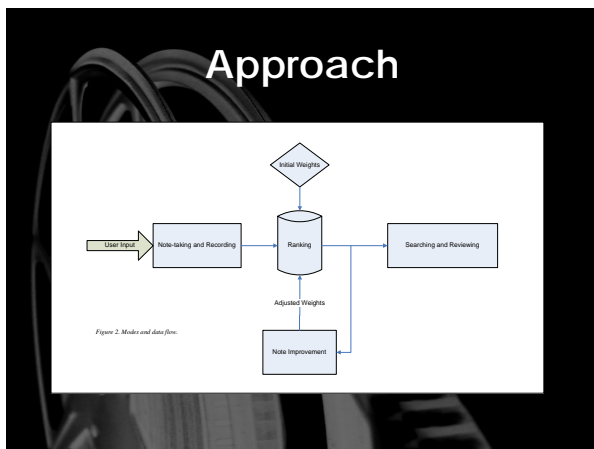 Approach
Initial Weights
User Input
Note-taking and Recording
Ranking
Searching and Reviewing
Adjusted Weights
Figure 2. Modes and data flow.
Note Improvement